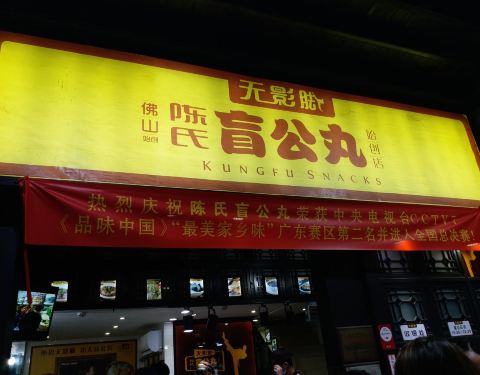 无影脚
佛山
始创
陈氏
盲公丸
始创店
KUNGFU SNACKS
热烈庆祝陈氏盲公丸荣获中央电视台CCTV
《品味中国》“最美家乡味”广东赛区第二名并进入全国总决赛！